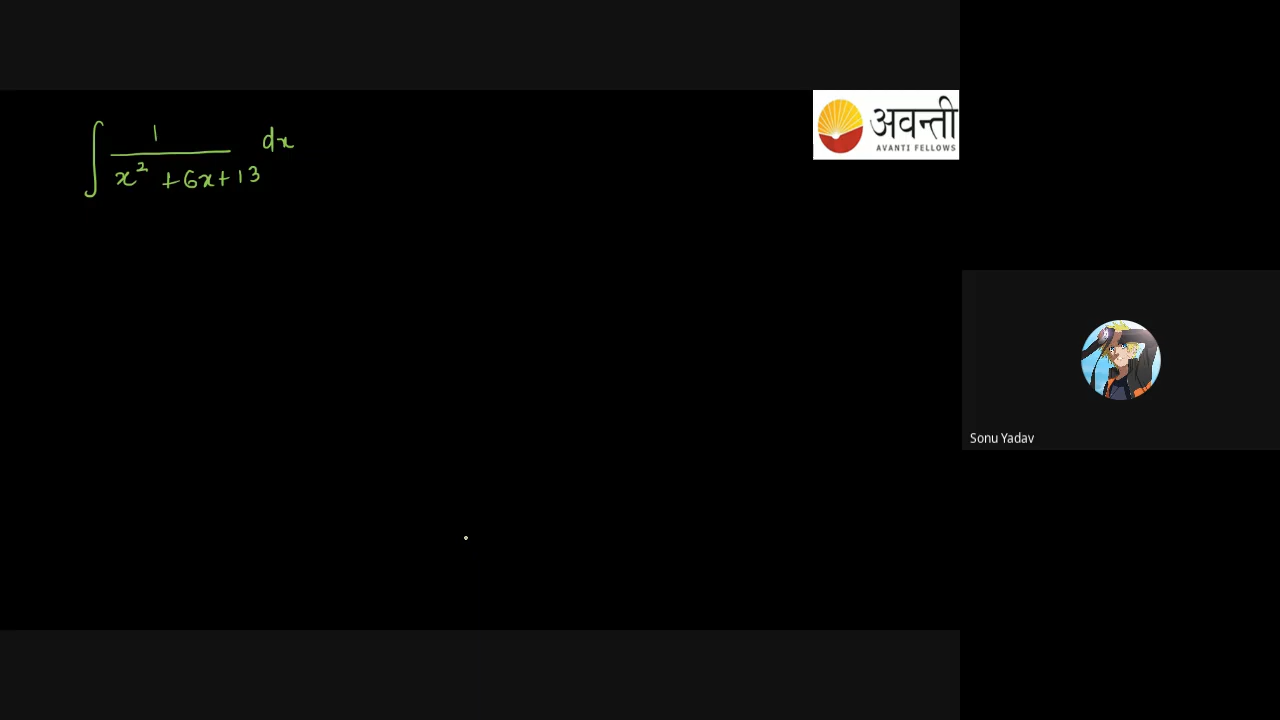 ∫ 1/(x² + 6x + 13) dx
अवन्ती
AVANTI FELLOWS
Sonu Yadav